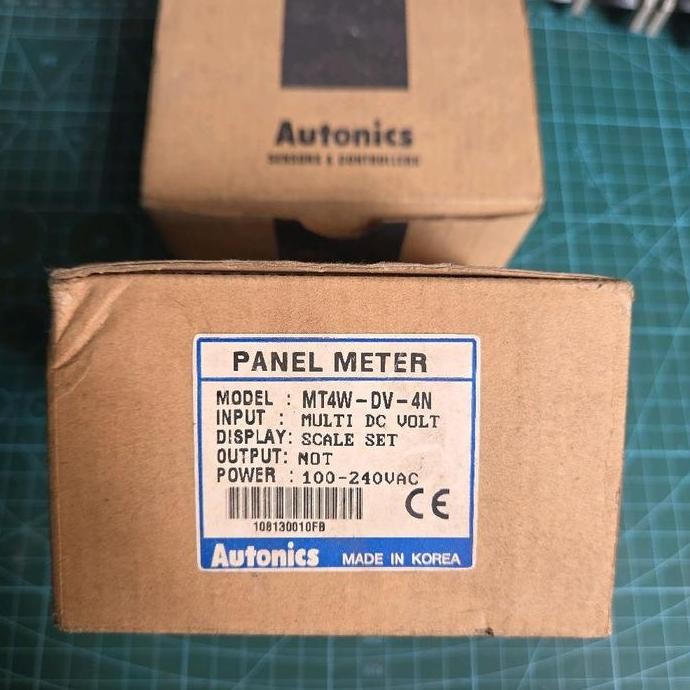 Autonics
SENSORS & CONTROLLERS
PANEL METER
MODEL : MT4W-DV-4N
INPUT : MULTI DC VOLT
DISPLAY: SCALE SET
OUTPUT: NOT
POWER : 100-240VAC
CE
108130010FB
Autonics MADE IN KOREA